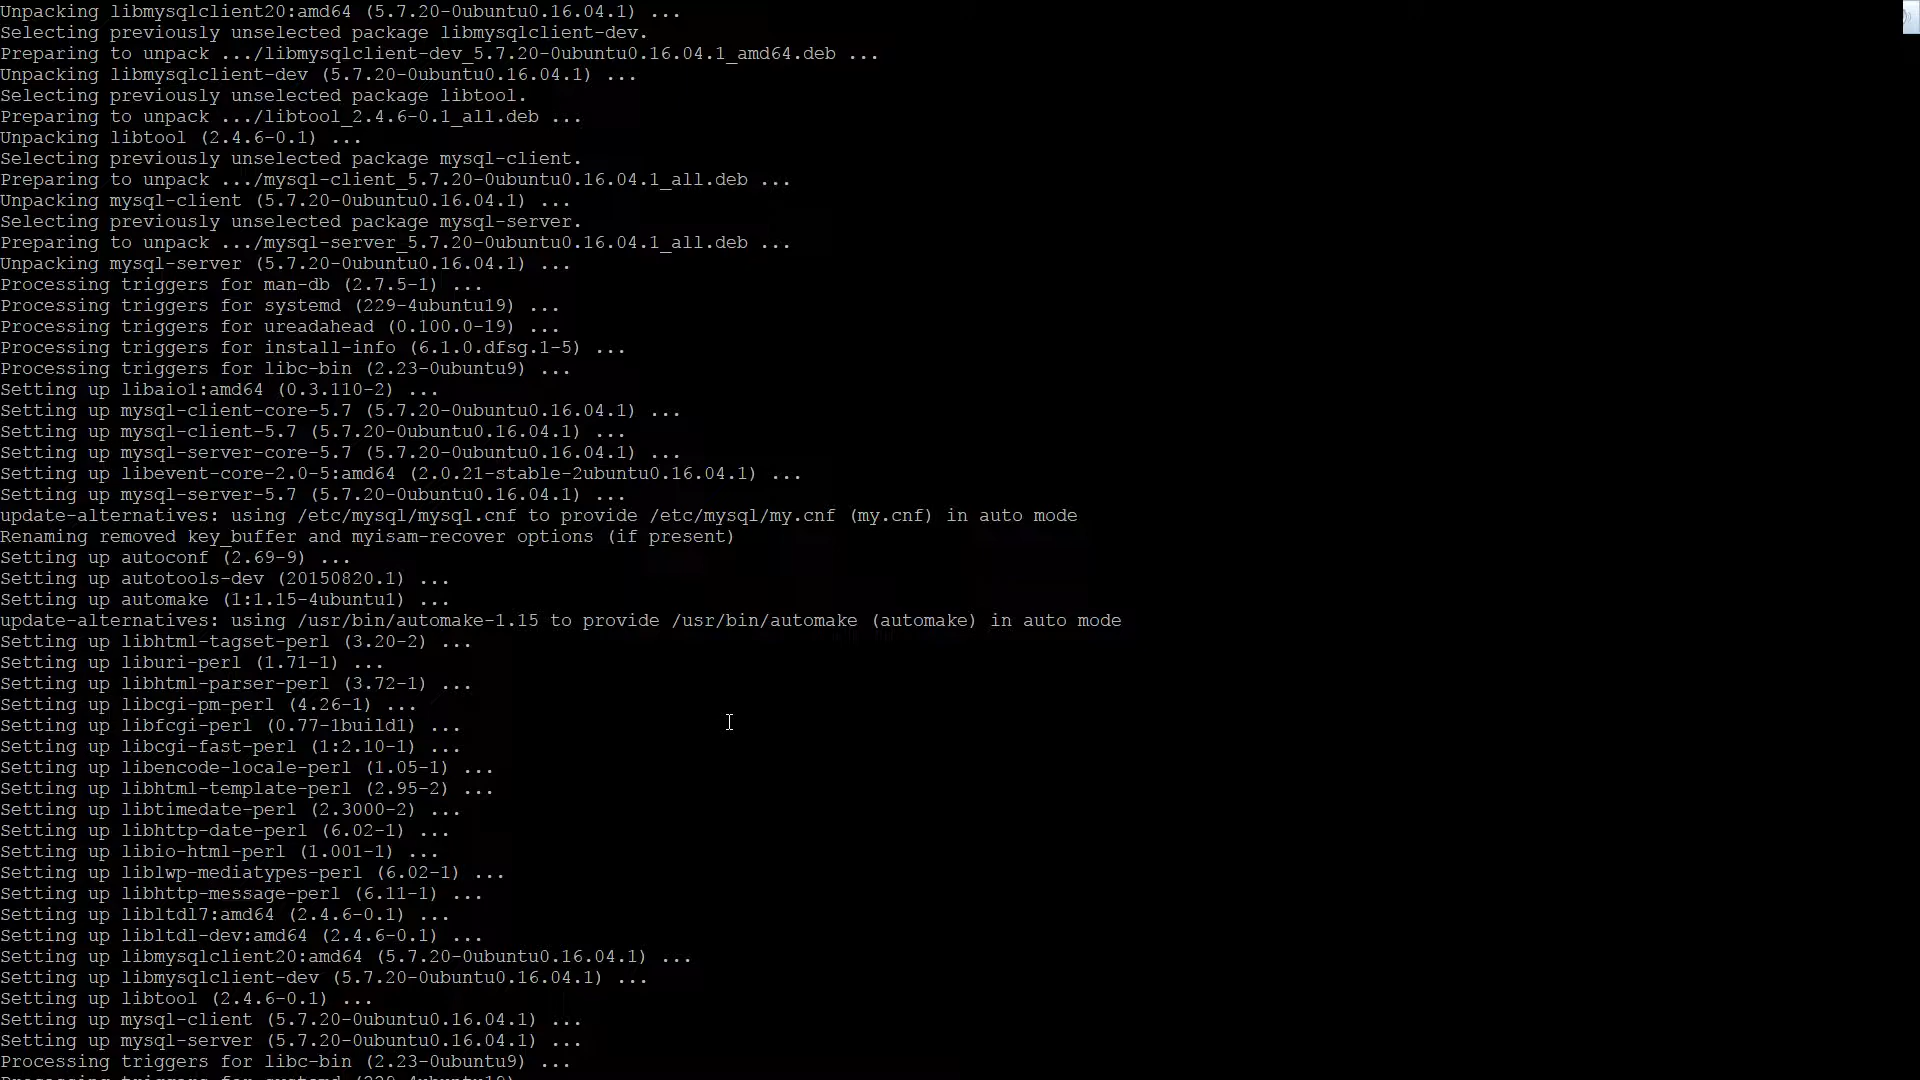 Unpacking libmysqlclient20:amd64 (5.7.20-0ubuntu0.16.04.1) ...
Selecting previously unselected package libmysqlclient-dev.
Preparing to unpack .../libmysqlclient-dev_5.7.20-0ubuntu0.16.04.1_amd64.deb ...
Unpacking libmysqlclient-dev (5.7.20-0ubuntu0.16.04.1) ...
Selecting previously unselected package libtool.
Preparing to unpack .../libtool_2.4.6-0.1_all.deb ...
Unpacking libtool (2.4.6-0.1) ...
Selecting previously unselected package mysql-client.
Preparing to unpack .../mysql-client_5.7.20-0ubuntu0.16.04.1_all.deb ...
Unpacking mysql-client (5.7.20-0ubuntu0.16.04.1) ...
Selecting previously unselected package mysql-server.
Preparing to unpack .../mysql-server_5.7.20-0ubuntu0.16.04.1_all.deb ...
Unpacking mysql-server (5.7.20-0ubuntu0.16.04.1) ...
Processing triggers for man-db (2.7.5-1) ...
Processing triggers for systemd (229-4ubuntu19) ...
Processing triggers for ureadahead (0.100.0-19) ...
Processing triggers for install-info (6.1.0.dfsg.1-5) ...
Processing triggers for libc-bin (2.23-0ubuntu9) ...
Setting up libaio1:amd64 (0.3.110-2) ...
Setting up mysql-client-core-5.7 (5.7.20-0ubuntu0.16.04.1) ...
Setting up mysql-client-5.7 (5.7.20-0ubuntu0.16.04.1) ...
Setting up mysql-server-core-5.7 (5.7.20-0ubuntu0.16.04.1) ...
Setting up libevent-core-2.0-5:amd64 (2.0.21-stable-2ubuntu0.16.04.1) ...
Setting up mysql-server-5.7 (5.7.20-0ubuntu0.16.04.1) ...
update-alternatives: using /etc/mysql/mysql.cnf to provide /etc/mysql/my.cnf (my.cnf) in auto mode
Renaming removed key_buffer and myisam-recover options (if present)
Setting up autoconf (2.69-9) ...
Setting up autotools-dev (20150820.1) ...
Setting up automake (1:1.15-4ubuntu1) ...
update-alternatives: using /usr/bin/automake-1.15 to provide /usr/bin/automake (automake) in auto mode
Setting up libhtml-tagset-perl (3.20-2) ...
Setting up liburi-perl (1.71-1) ...
Setting up libhtml-parser-perl (3.72-1) ...
Setting up libcgi-pm-perl (4.26-1) ...
Setting up libfcgi-perl (0.77-1build1) ...
Setting up libcgi-fast-perl (1:2.10-1) ...
Setting up libencode-locale-perl (1.05-1) ...
Setting up libhtml-template-perl (2.95-2) ...
Setting up libtimedate-perl (2.3000-2) ...
Setting up libhttp-date-perl (6.02-1) ...
Setting up libio-html-perl (1.001-1) ...
Setting up liblwp-mediatypes-perl (6.02-1) ...
Setting up libhttp-message-perl (6.11-1) ...
Setting up libltdl7:amd64 (2.4.6-0.1) ...
Setting up libltdl-dev:amd64 (2.4.6-0.1) ...
Setting up libmysqlclient20:amd64 (5.7.20-0ubuntu0.16.04.1) ...
Setting up libmysqlclient-dev (5.7.20-0ubuntu0.16.04.1) ...
Setting up libtool (2.4.6-0.1) ...
Setting up mysql-client (5.7.20-0ubuntu0.16.04.1) ...
Setting up mysql-server (5.7.20-0ubuntu0.16.04.1) ...
Processing triggers for libc-bin (2.23-0ubuntu9) ...